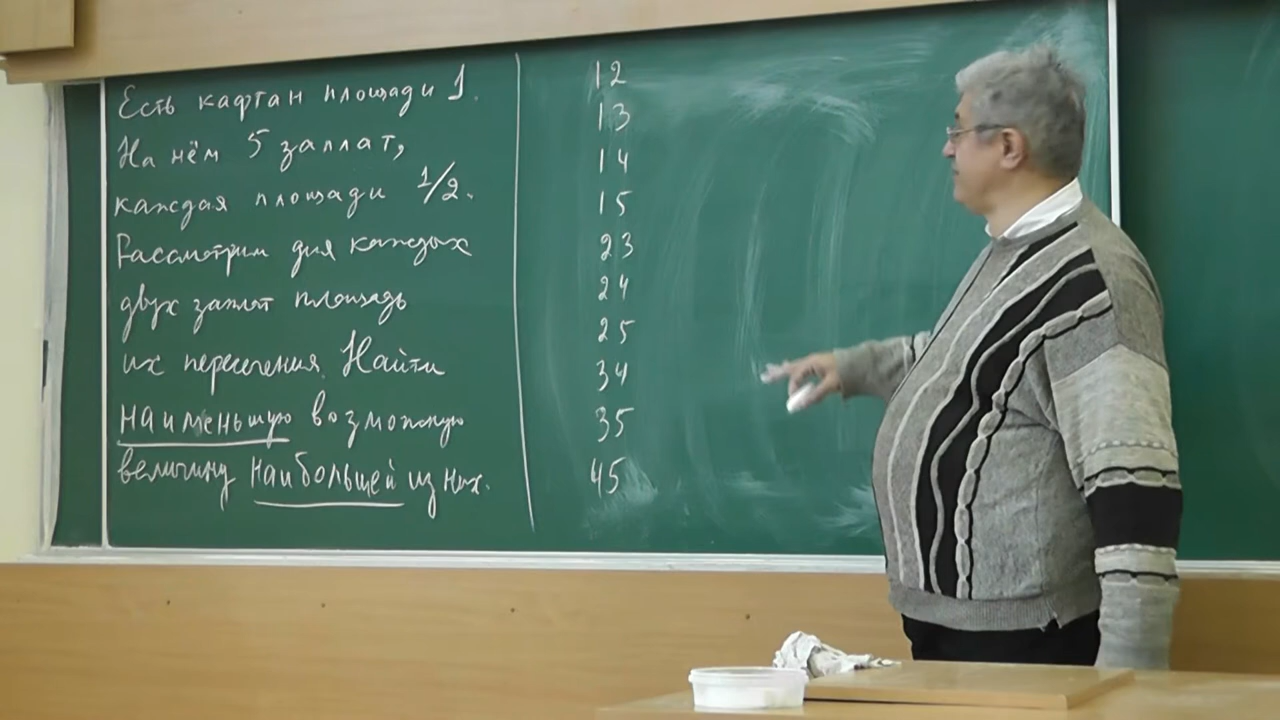 Есть кафтан площади 1.
На нём 5 заплат,
каждая площади 1/2.
Рассмотрим для каждых
двух заплат площадь
их пересечения. Найти
наименьшую возможную
величину наибольшей из них.
12
13
14
15
23
24
25
34
35
45